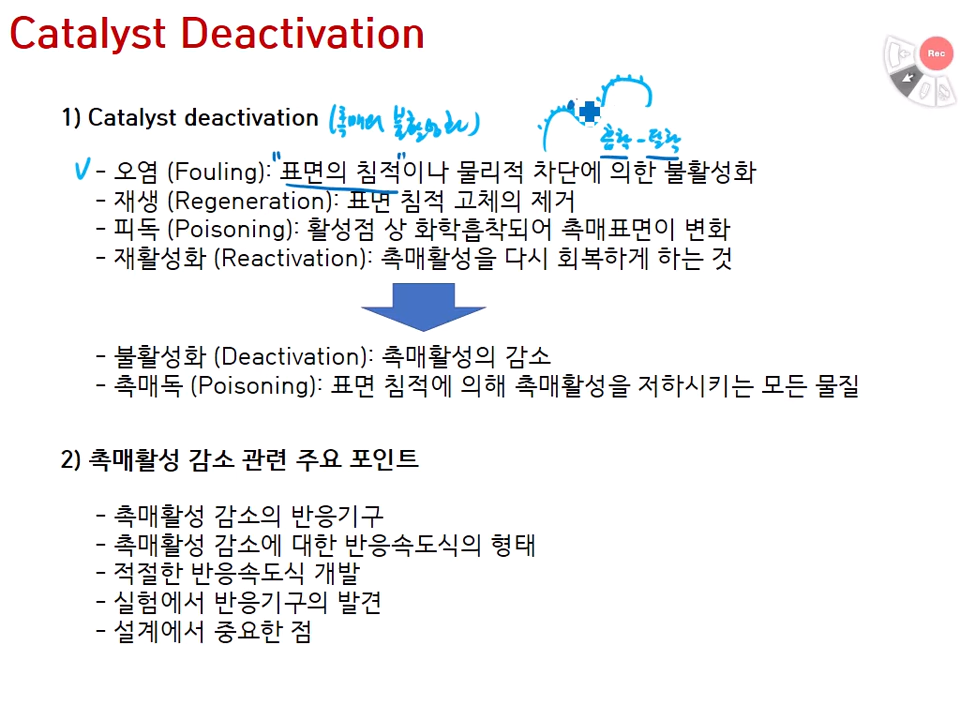 Catalyst Deactivation
Rec
1) Catalyst deactivation (촉매의 불활성화)
흡착 - 탈착
- 오염 (Fouling): "표면의 침적"이나 물리적 차단에 의한 불활성화
- 재생 (Regeneration): 표면 침적 고체의 제거
- 피독 (Poisoning): 활성점 상 화학흡착되어 촉매표면이 변화
- 재활성화 (Reactivation): 촉매활성을 다시 회복하게 하는 것
- 불활성화 (Deactivation): 촉매활성의 감소
- 촉매독 (Poisoning): 표면 침적에 의해 촉매활성을 저하시키는 모든 물질
2) 촉매활성 감소 관련 주요 포인트
- 촉매활성 감소의 반응기구
- 촉매활성 감소에 대한 반응속도식의 형태
- 적절한 반응속도식 개발
- 실험에서 반응기구의 발견
- 설계에서 중요한 점